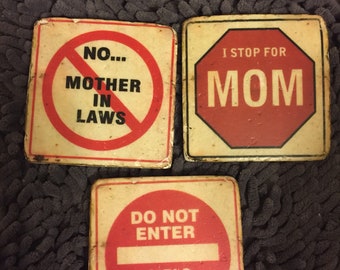 NO...
MOTHER
IN
LAWS
I STOP FOR
MOM
DO NOT
ENTER